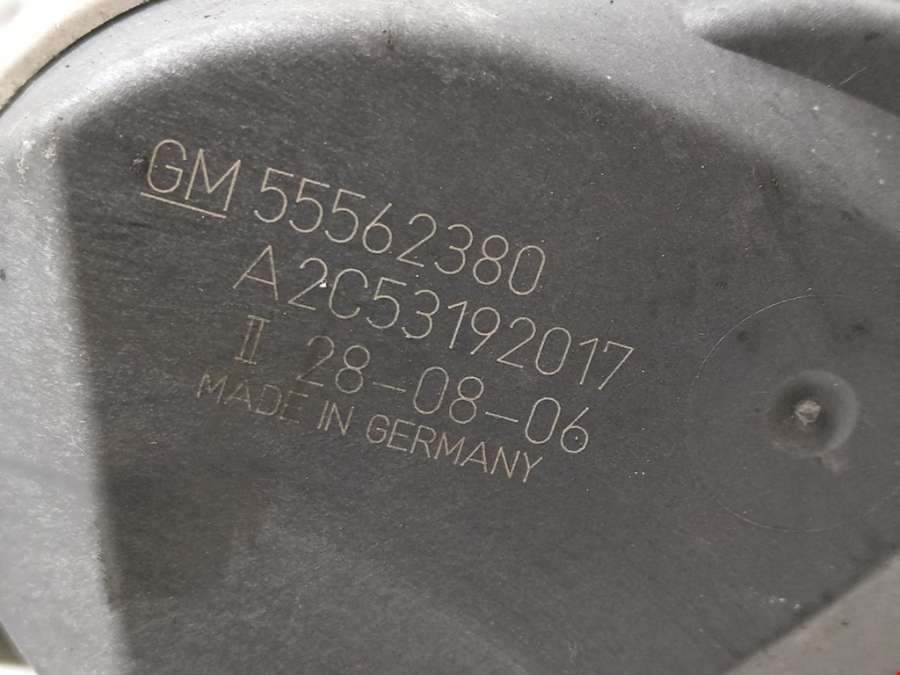 GM 55562380
A2C53192017
II 28-08-06
MADE IN GERMANY